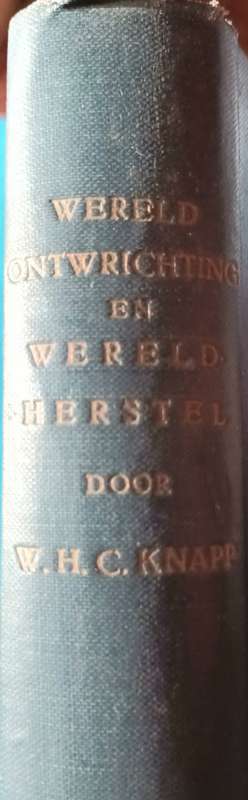 WERELD
ONTWRICHTING
EN
WERELD-
HERSTEL
DOOR
W. H. C. KNAPP